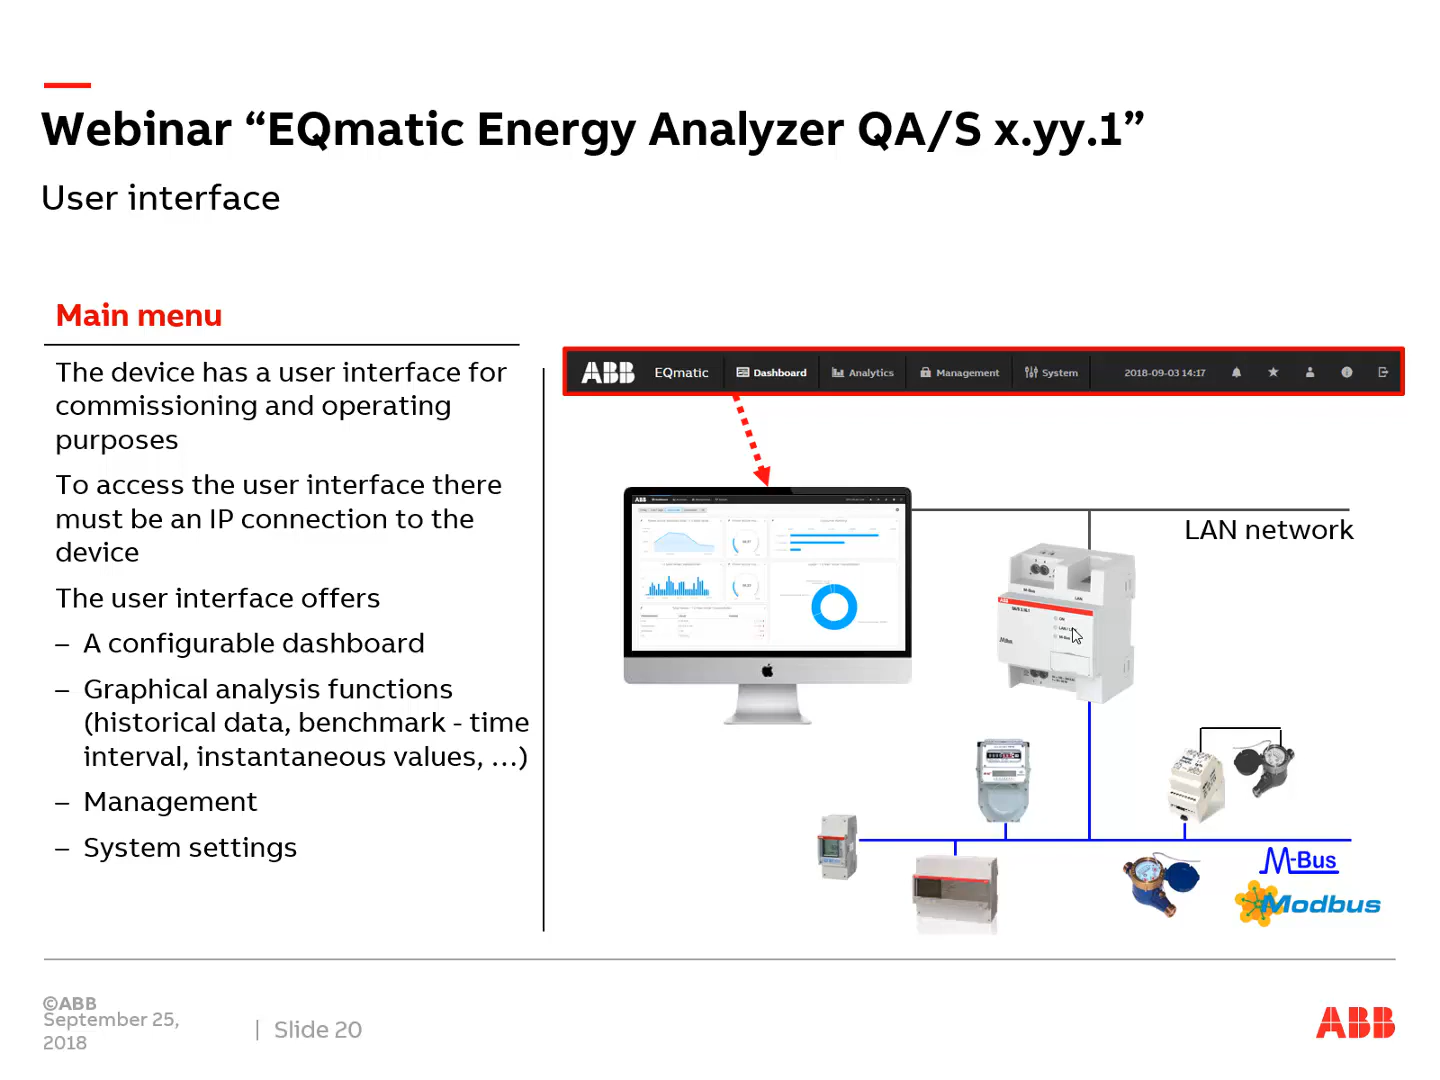 Webinar “EQmatic Energy Analyzer QA/S x.yy.1”
User interface
Main menu
The device has a user interface for
commissioning and operating
purposes
To access the user interface there
must be an IP connection to the
device
The user interface offers
– A configurable dashboard
– Graphical analysis functions
(historical data, benchmark - time
interval, instantaneous values, …)
– Management
– System settings
ABB EQmatic Dashboard Analytics Management System 2018-09-03 14:17
LAN network
M-Bus
LAN
ABB
ON
M-Bus
Modbus
©ABB
September 25,
2018
| Slide 20
ABB